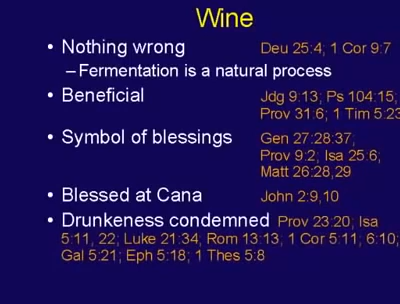 Wine
• Nothing wrong Deu 25:4; 1 Cor 9:7
–Fermentation is a natural process
• Beneficial Jdg 9:13; Ps 104:15;
Prov 31:6; 1 Tim 5:23
• Symbol of blessings Gen 27:28:37;
Prov 9:2; Isa 25:6;
Matt 26:28,29
• Blessed at Cana John 2:9,10
• Drunkeness condemned Prov 23:20; Isa
5:11, 22; Luke 21:34, Rom 13:13; 1 Cor 5:11; 6:10;
Gal 5:21; Eph 5:18; 1 Thes 5:8